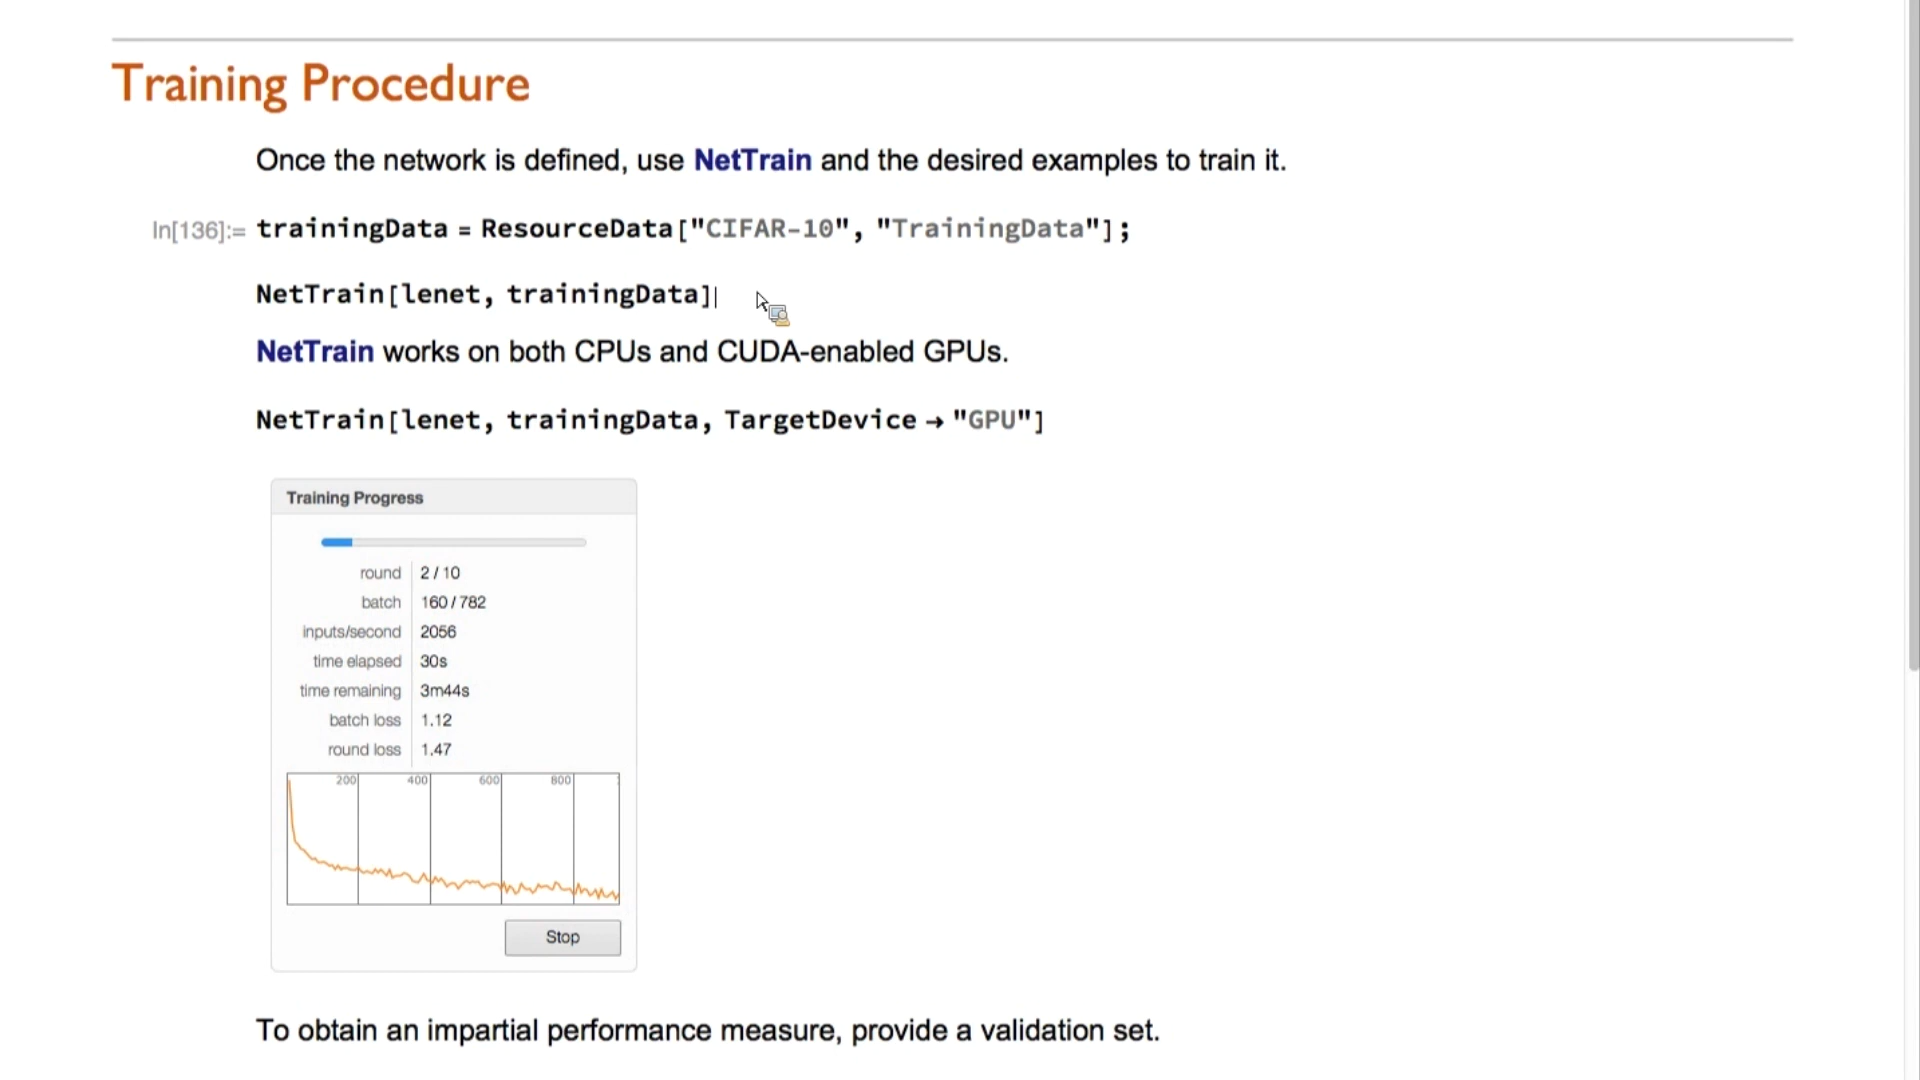 Training Procedure
Once the network is defined, use NetTrain and the desired examples to train it.
In[136]:= trainingData = ResourceData["CIFAR-10", "TrainingData"];
NetTrain[lenet, trainingData]
NetTrain works on both CPUs and CUDA-enabled GPUs.
NetTrain[lenet, trainingData, TargetDevice → "GPU"]
Training Progress
round 2 / 10
batch 160 / 782
inputs/second 2056
time elapsed 30s
time remaining 3m44s
batch loss 1.12
round loss 1.47
200 400 600 800
Stop
To obtain an impartial performance measure, provide a validation set.